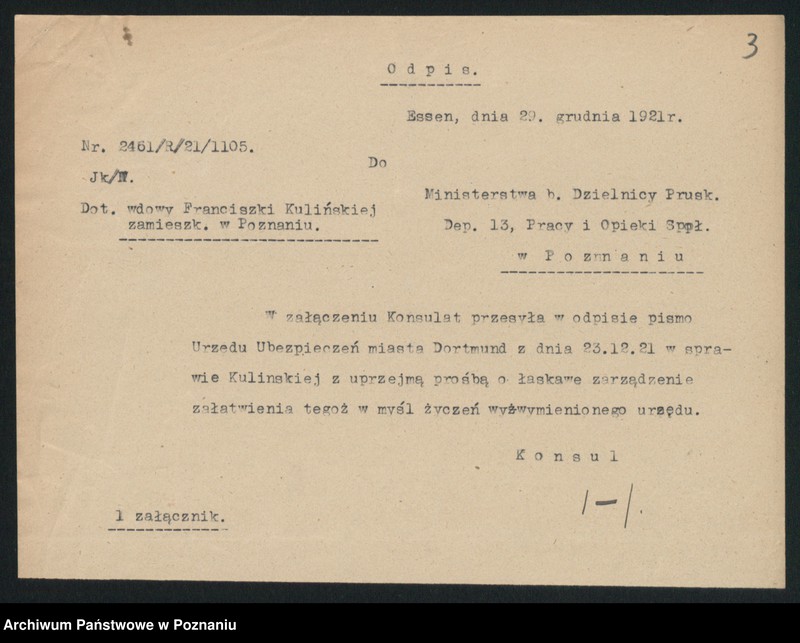 3
Odpis.
Essen, dnia 29. grudnia 1921r.
Nr. 2461/R/21/1105.
Jk/W.
Do
Dot. wdowy Franciszki Kulińskiej
zamieszk. w Poznaniu.
Ministerstwa b. Dzielnicy Prusk.
Dep. 13, Pracy i Opieki Sppł.
w Poznaniu
W załączeniu Konsulat przesyła w odpisie pismo
Urzedu Ubezpieczeń miasta Dortmund z dnia 23.12.21 w spra-
wie Kulinskiej z uprzejmą prośbą o łaskawe zarządzenie
załatwienia tegoż w myśl życzeń wyżwymienionego urzędu.
Konsul
/-/.
1 załącznik.
Archiwum Państwowe w Poznaniu